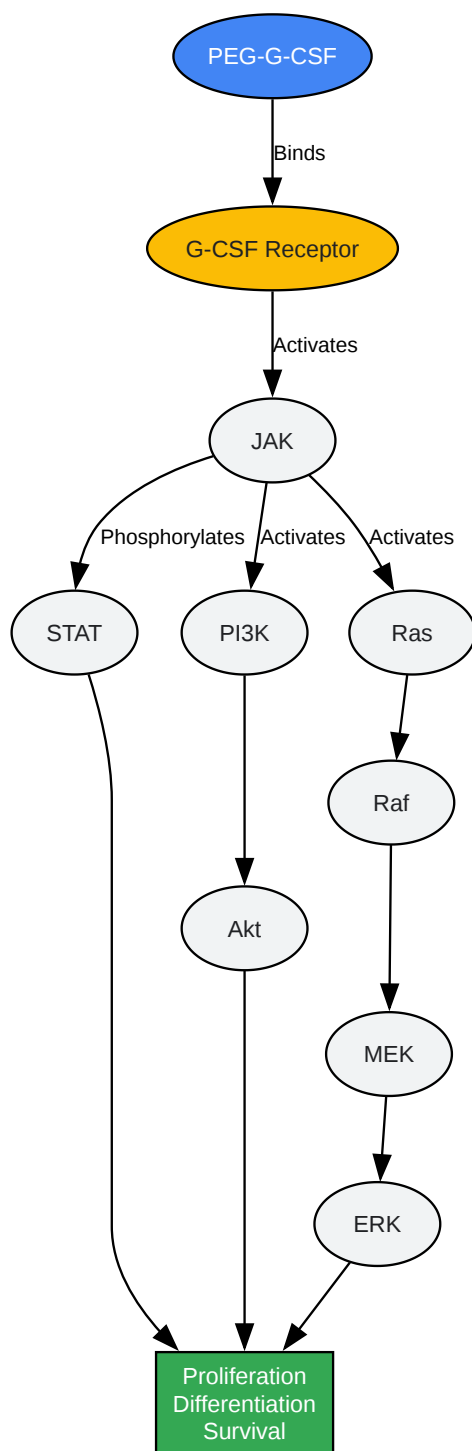 PEG-G-CSF
Binds
G-CSF Receptor
Activates
JAK
Phosphorylates
Activates
Activates
STAT
PI3K
Ras
Raf
Akt
MEK
ERK
Proliferation
Differentiation
Survival